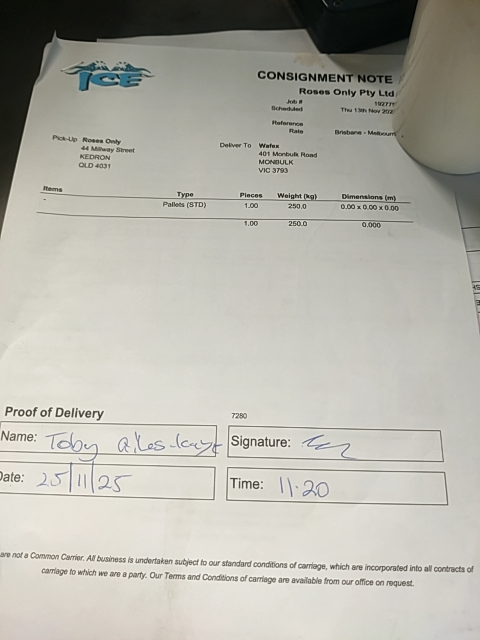 ICE
CONSIGNMENT NOTE
Roses Only Pty Ltd
Job #
Scheduled Thu 13th Nov
Reference
Rate Brisbane - Melbourn
Pick-Up Roses Only
44 Millway Street
KEDRON
QLD 4031
Deliver To Wafex
401 Monbulk Road
MONBULK
VIC 3793
Items Type Pieces Weight (kg) Dimensions (m)
- Pallets (STD) 1.00 250.0 0.00 x 0.00 x 0.00
1.00 250.0 0.000
Proof of Delivery
7280
Name: Toby
Signature:
Date: 25/11/25
Time: 11.20
are not a Common Carrier. All business is undertaken subject to our standard conditions of carriage, which are incorporated into all contracts of
carriage to which we are a party. Our Terms and Conditions of carriage are available from our office on request.